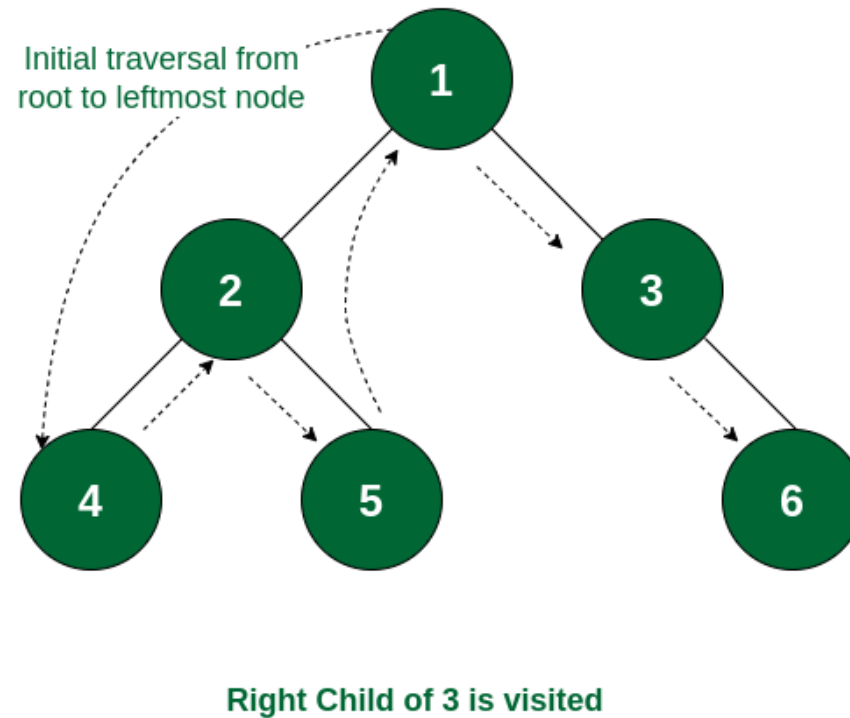 Initial traversal from
root to leftmost node
1
2
3
4
5
6
Right Child of 3 is visited